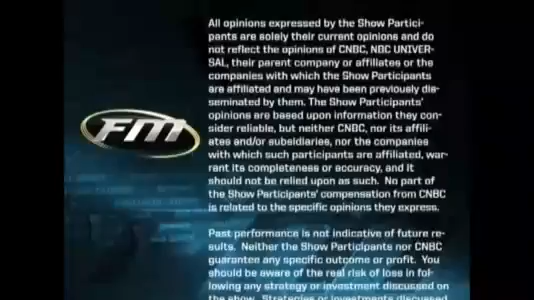 All opinions expressed by the Show Partici-
pants are solely their current opinions and do
not reflect the opinions of CNBC, NBC UNIVER-
SAL, their parent company or affiliates or the
companies with which the Show Participants
are affiliated and may have been previously dis-
seminated by them. The Show Participants'
opinions are based upon information they con-
sider reliable, but neither CNBC, nor its affili-
ates and/or subsidiaries, nor the companies
with which such participants are affiliated, war-
rant its completeness or accuracy, and it
should not be relied upon as such. No part of
the Show Participants' compensation from CNBC
is related to the specific opinions they express.
FM
Past performance is not indicative of future re-
sults. Neither the Show Participants nor CNBC
guarantee any specific outcome or profit. You
should be aware of the real risk of loss in fol-
lowing any strategy or investment discussed on
the show. Strategies or investments discussed